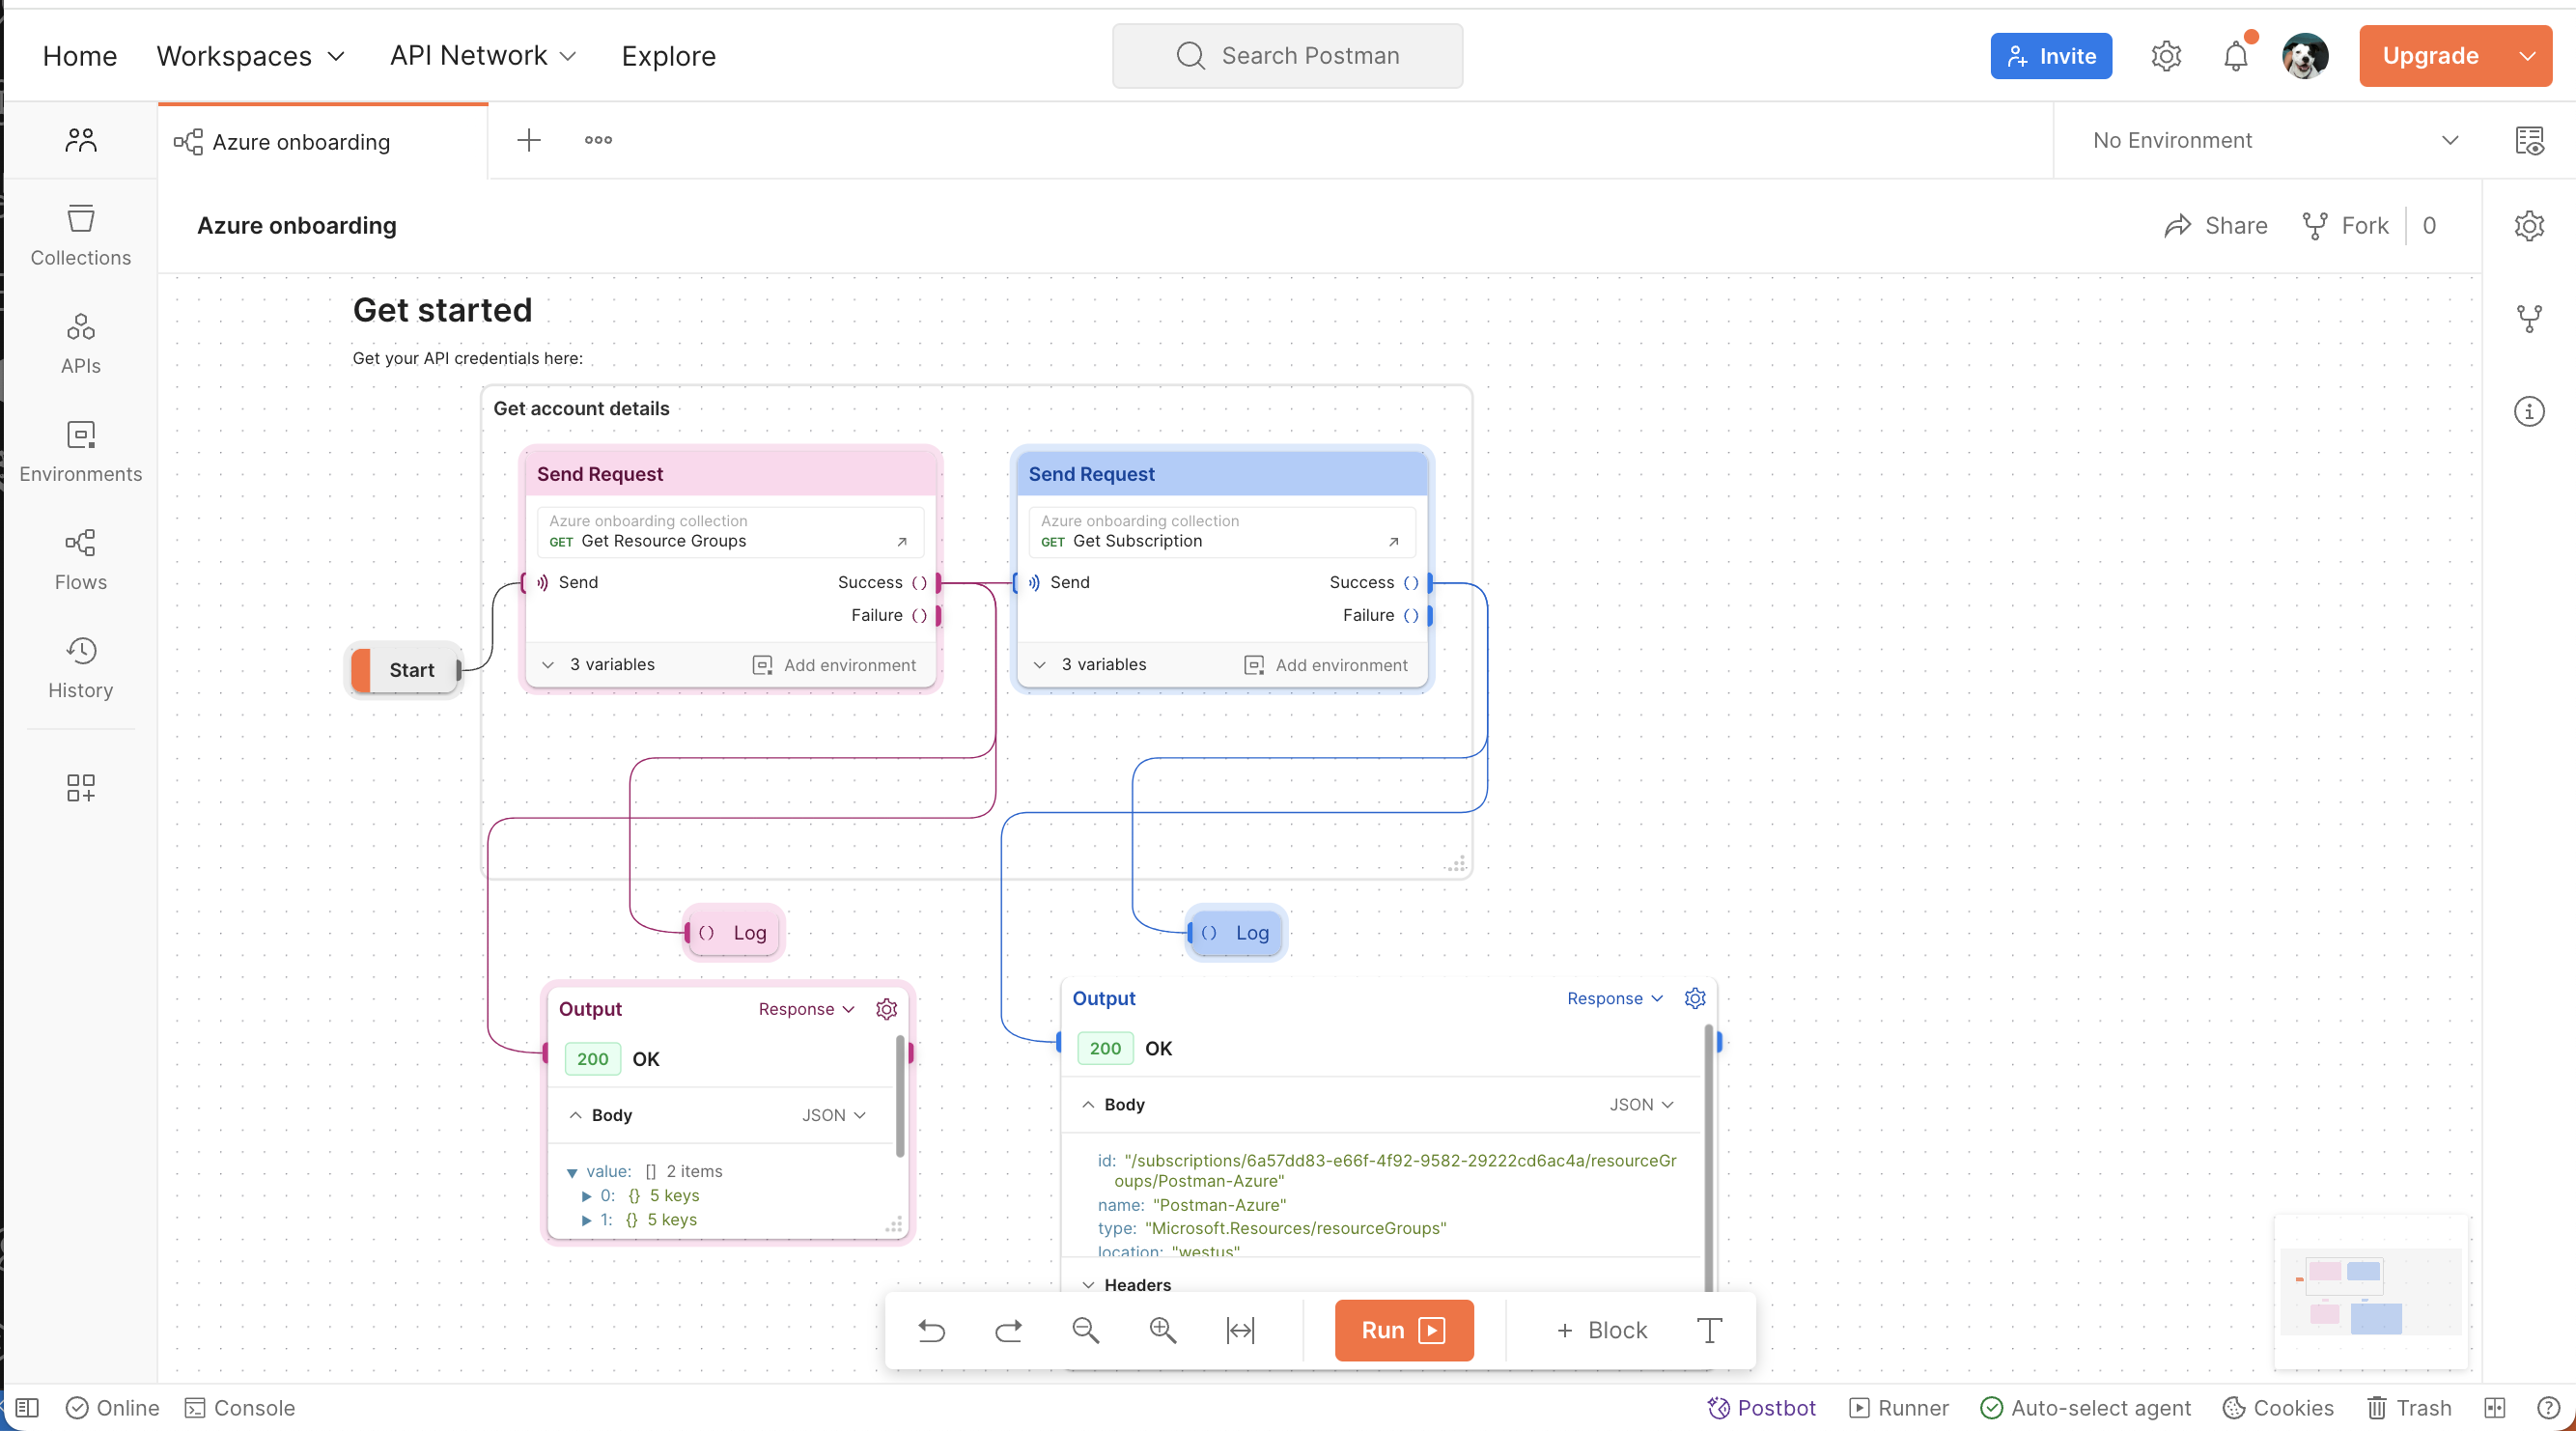 Home
Workspaces
API Network
Explore
Search Postman
Invite
Upgrade
Azure onboarding
No Environment
Collections
APIs
Environments
Flows
History
Azure onboarding
Share
Fork
0
Get started
Get your API credentials here:
Get account details
Start
Send Request
Azure onboarding collection
GET Get Resource Groups
Send
Success ()
Failure ()
3 variables
Add environment
Send Request
Azure onboarding collection
GET Get Subscription
Send
Success ()
Failure ()
3 variables
Add environment
() Log
() Log
Output
Response
200 OK
Body
JSON
value: [] 2 items
0: {} 5 keys
1: {} 5 keys
Output
Response
200 OK
Body
JSON
id: "/subscriptions/6a57dd83-e66f-4f92-9582-29222cd6ac4a/resourceGr
oups/Postman-Azure"
name: "Postman-Azure"
type: "Microsoft.Resources/resourceGroups"
location: "westus"
Headers
Run
+ Block
T
Online
Console
Postbot
Runner
Auto-select agent
Cookies
Trash